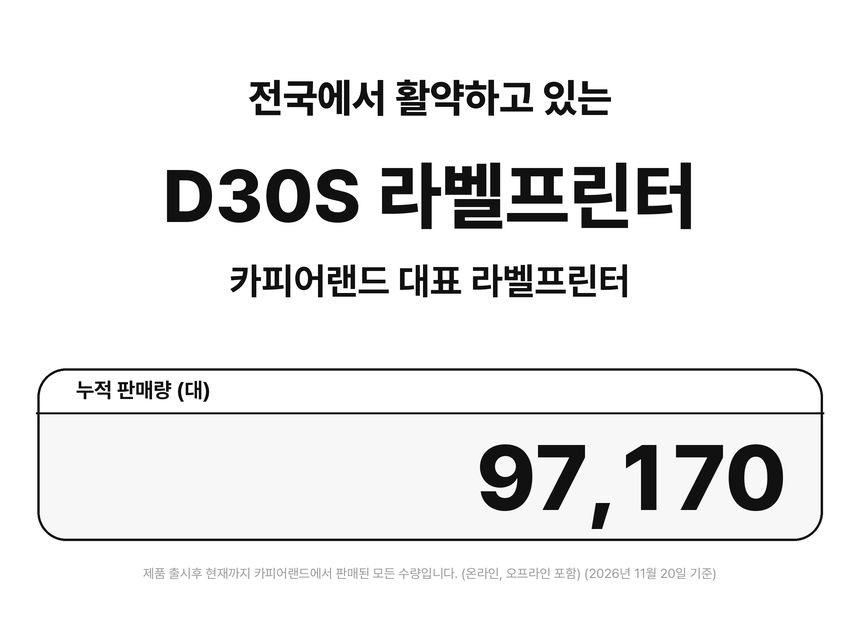 전국에서 활약하고 있는
D30S 라벨프린터
카피어랜드 대표 라벨프린터
누적 판매량 (대)
97,170
제품 출시후 현재까지 카피어랜드에서 판매된 모든 수량입니다. (온라인, 오프라인 포함) (2026년 11월 20일 기준)